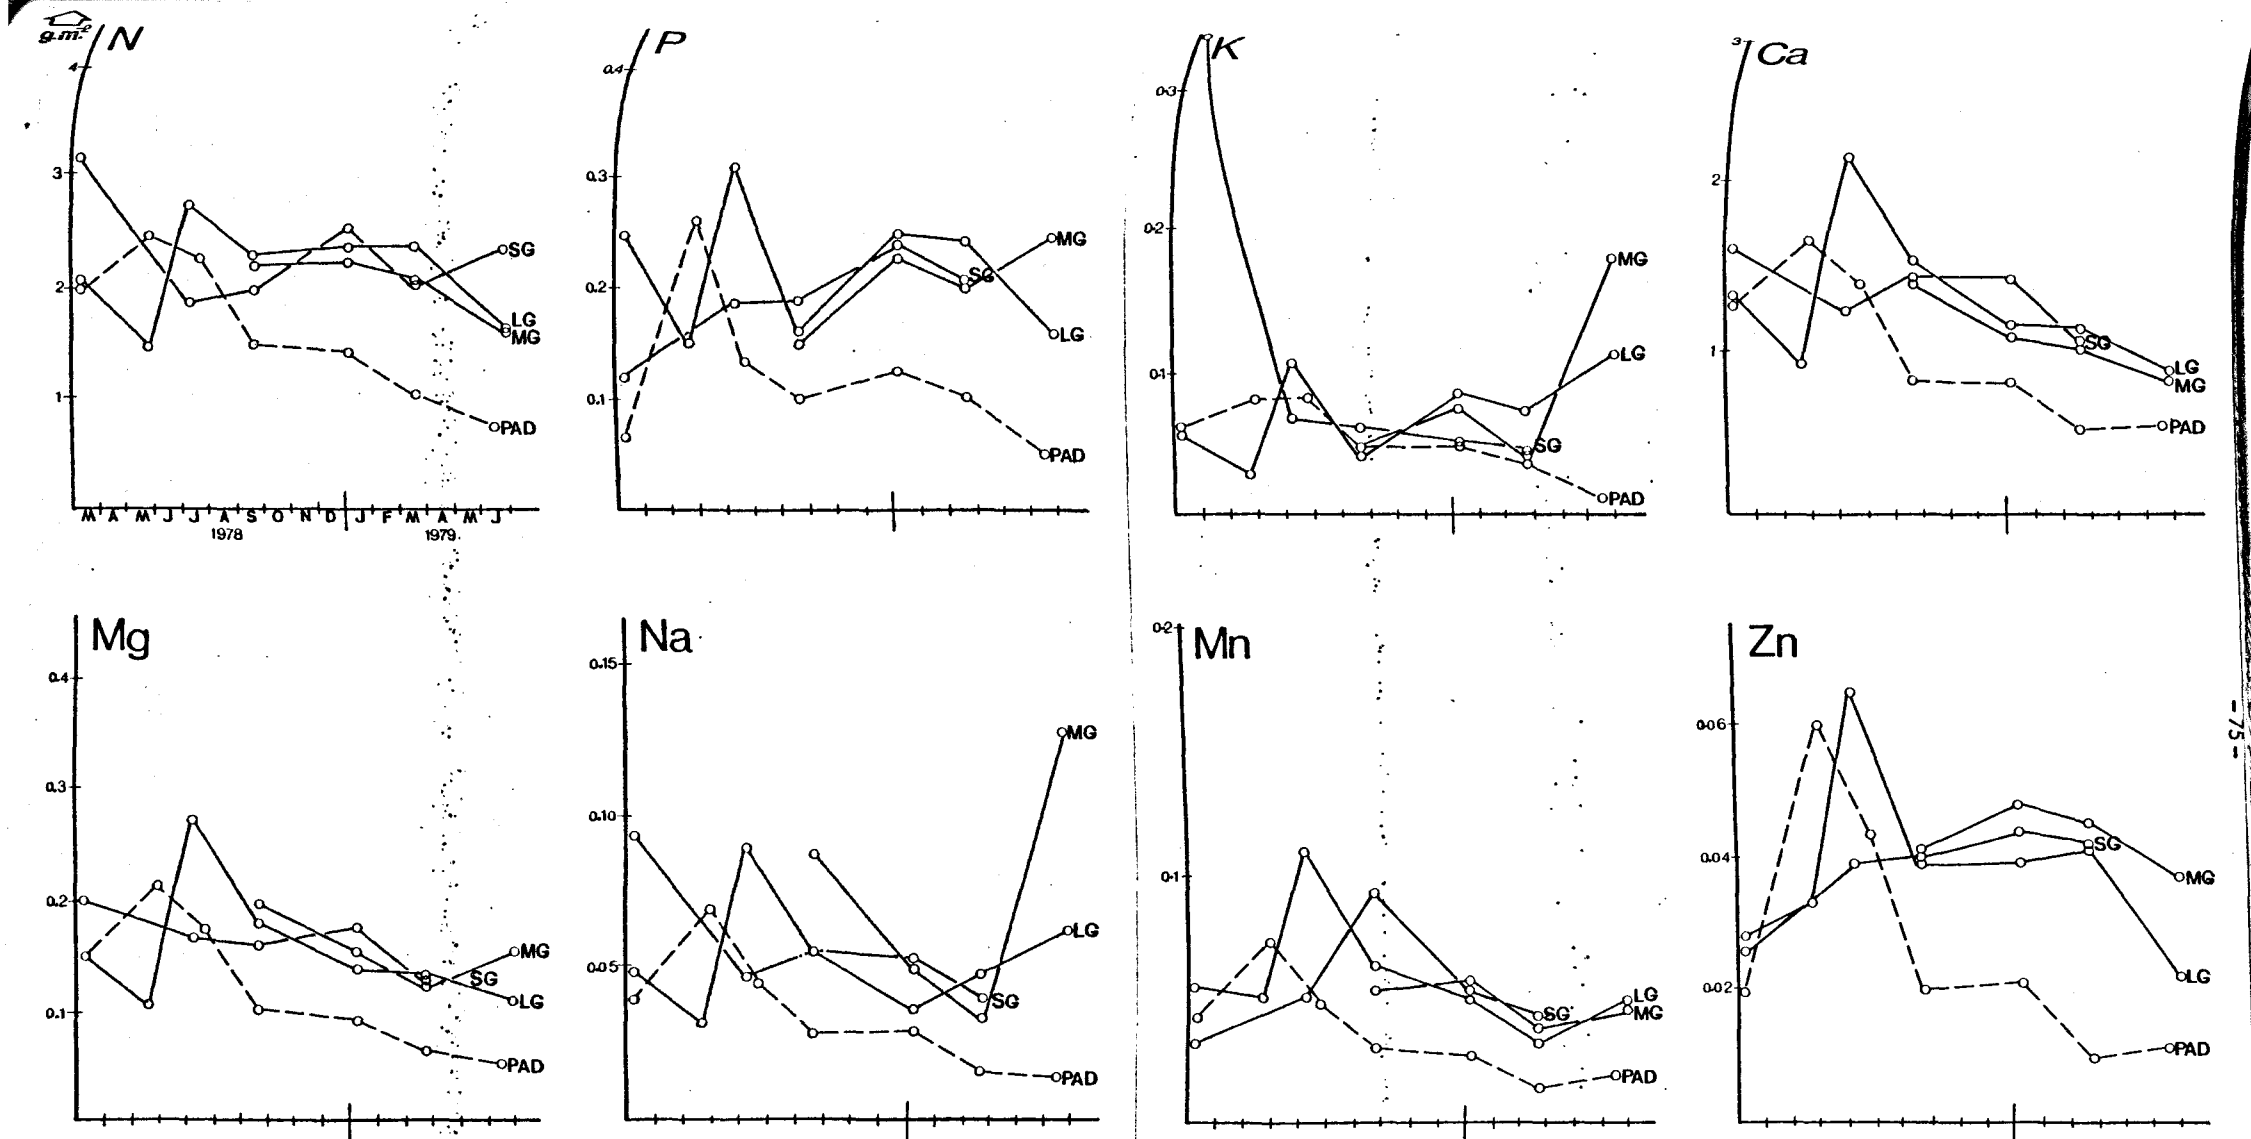 g.m.-2
N
4
3
2
1
SG
LG
MG
PAD
M A M J J A S O N D J F M A M J
1978 1979
P
0.4
0.3
0.2
0.1
MG
SG
LG
PAD
K
0.3
0.2
0.1
MG
LG
SG
PAD
Ca
3
2
1
SG
LG
MG
PAD
Mg
0.4
0.3
0.2
0.1
MG
SG
LG
PAD
Na
0.15
0.10
0.05
MG
LG
SG
PAD
Mn
0.2
0.1
LG
SG
MG
PAD
Zn
0.06
0.04
0.02
SG
MG
LG
PAD
- 75 -